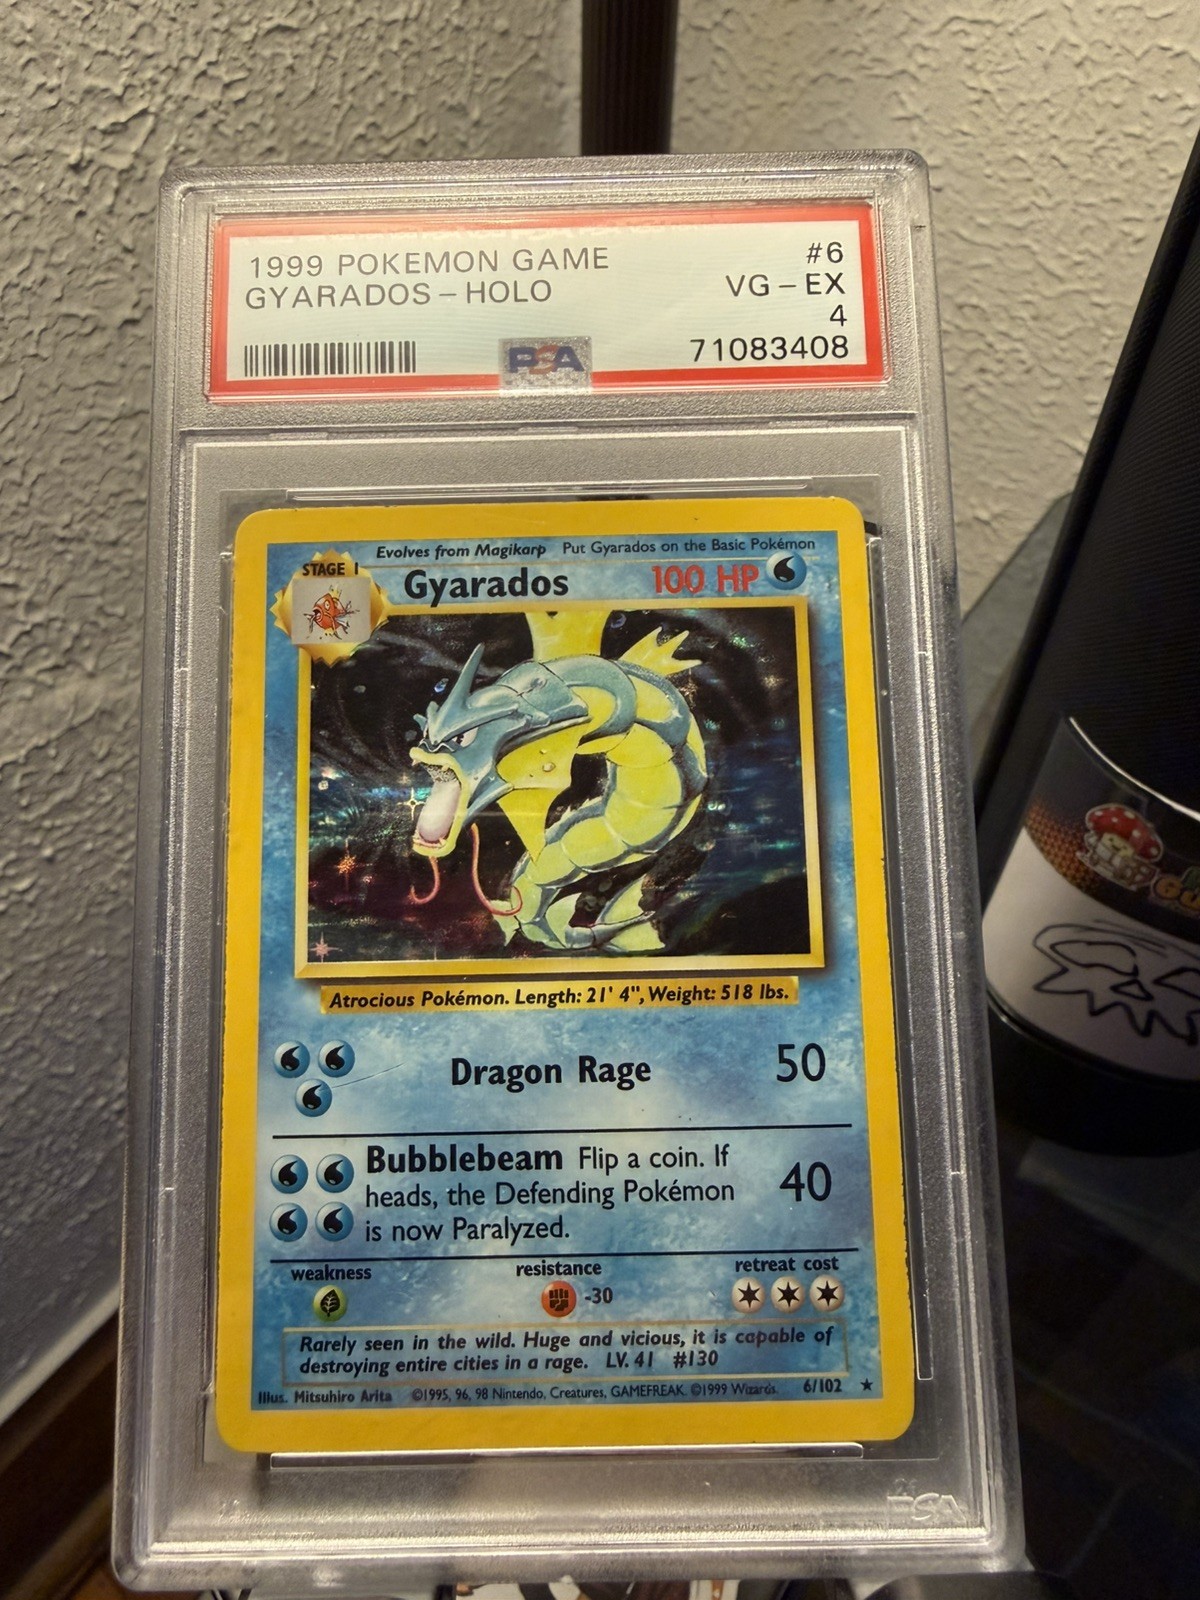 1999 POKEMON GAME #6
GYARADOS - HOLO VG - EX
4
PSA 71083408
Evolves from Magikarp Put Gyarados on the Basic Pokémon
STAGE 1
Gyarados 100 HP
Atrocious Pokémon. Length: 21' 4", Weight: 518 lbs.
Dragon Rage 50
Bubblebeam Flip a coin. If
heads, the Defending Pokémon 40
is now Paralyzed.
weakness resistance retreat cost
-30
Rarely seen in the wild. Huge and vicious, it is capable of
destroying entire cities in a rage. LV. 41 #130
Illus. Mitsuhiro Arita ©1995, 96, 98 Nintendo, Creatures, GAMEFREAK. ©1999 Wizards. 6/102 ★
PSA